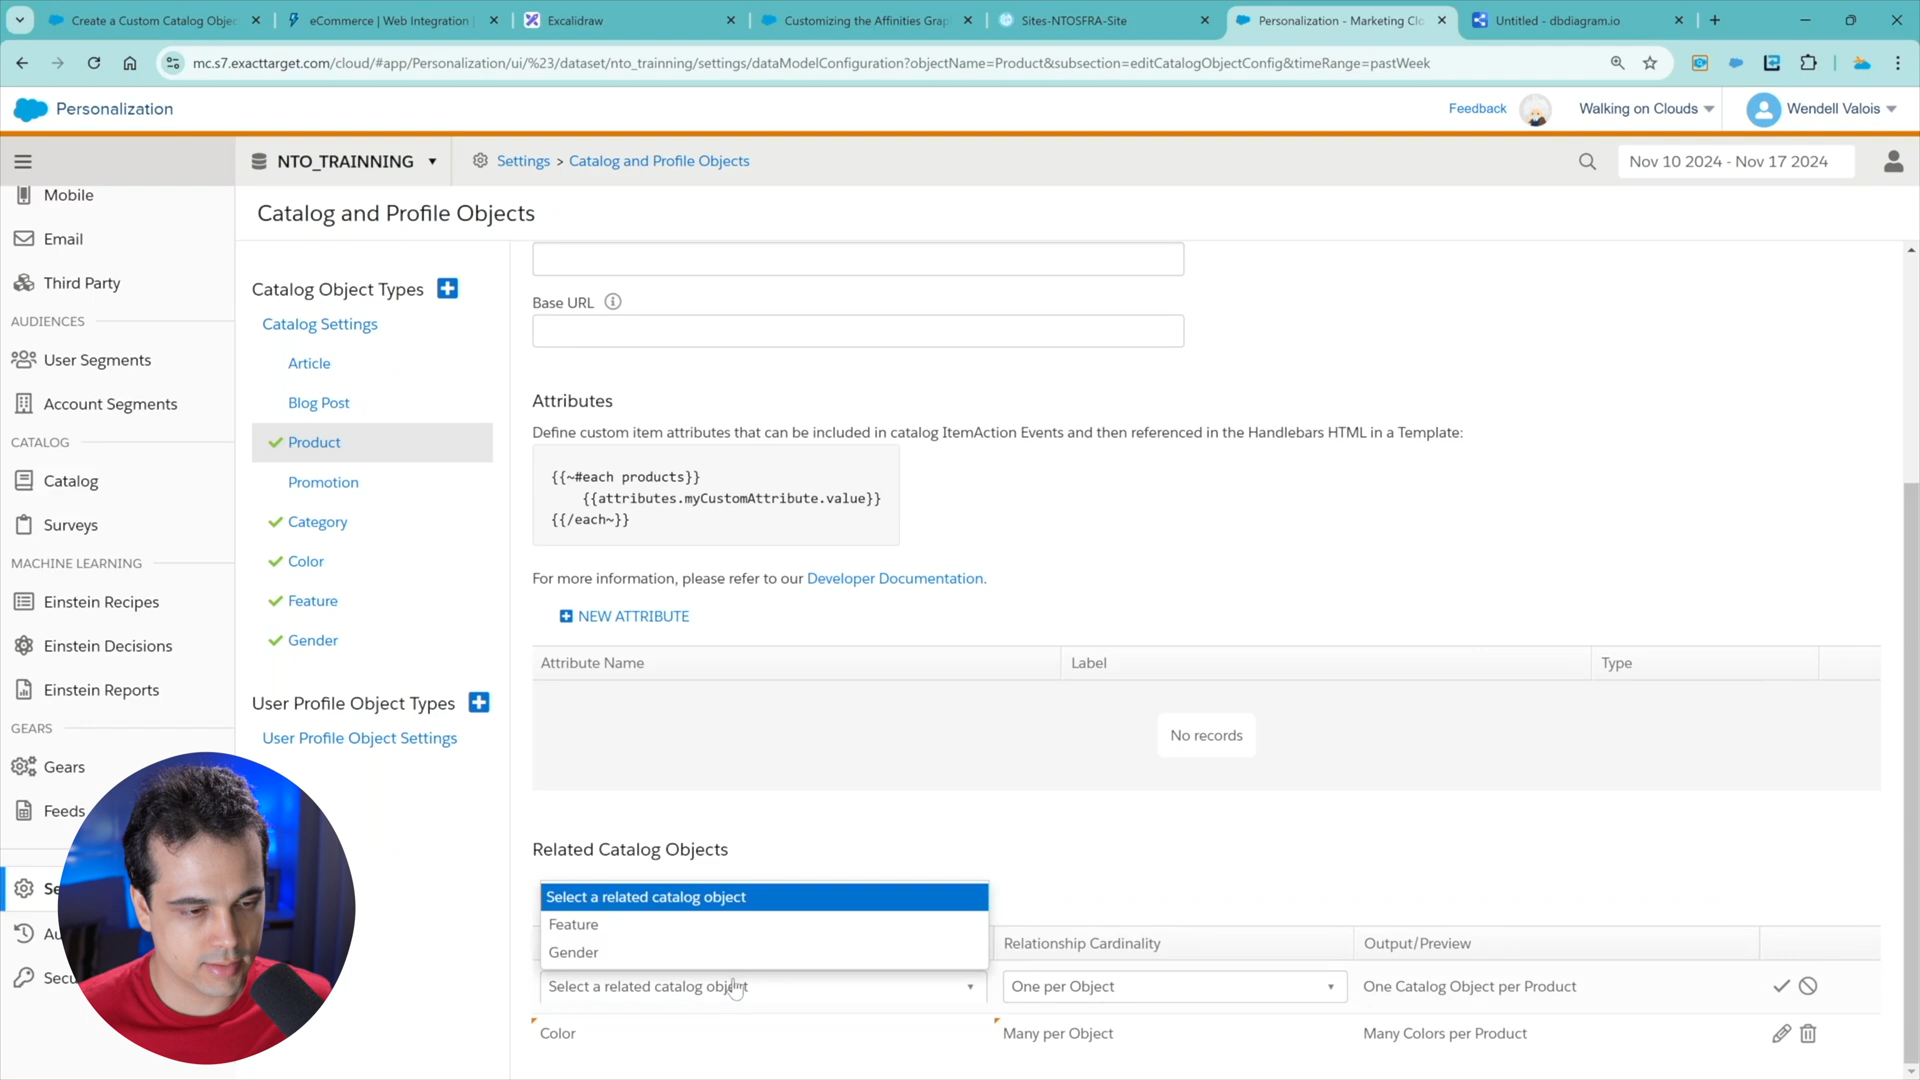 Create a Custom Catalog Objec
eCommerce | Web Integration
Excalidraw
Customizing the Affinities Grap
Sites-NTOSFRA-Site
Personalization - Marketing Clo
Untitled - dbdiagram.io
mc.s7.exacttarget.com/cloud/#app/Personalization/ui/%23/dataset/nto_trainning/settings/dataModelConfiguration?objectName=Product&subsection=editCatalogObjectConfig&timeRange=pastWeek
Personalization
Feedback
Walking on Clouds
Wendell Valois
NTO_TRAINNING
Settings > Catalog and Profile Objects
Nov 10 2024 - Nov 17 2024
Mobile
Email
Third Party
AUDIENCES
User Segments
Account Segments
CATALOG
Catalog
Surveys
MACHINE LEARNING
Einstein Recipes
Einstein Decisions
Einstein Reports
GEARS
Gears
Feeds
Se
Au
Secu
Catalog and Profile Objects
Catalog Object Types
Catalog Settings
Article
Blog Post
Product
Promotion
Category
Color
Feature
Gender
User Profile Object Types
User Profile Object Settings
Base URL
Attributes
Define custom item attributes that can be included in catalog ItemAction Events and then referenced in the Handlebars HTML in a Template:
{{~#each products}}
{{attributes.myCustomAttribute.value}}
{{/each~}}
For more information, please refer to our Developer Documentation.
NEW ATTRIBUTE
Attribute Name
Label
Type
No records
Related Catalog Objects
Select a related catalog object
Feature
Gender
Relationship Cardinality
Output/Preview
Select a related catalog object
One per Object
One Catalog Object per Product
Color
Many per Object
Many Colors per Product